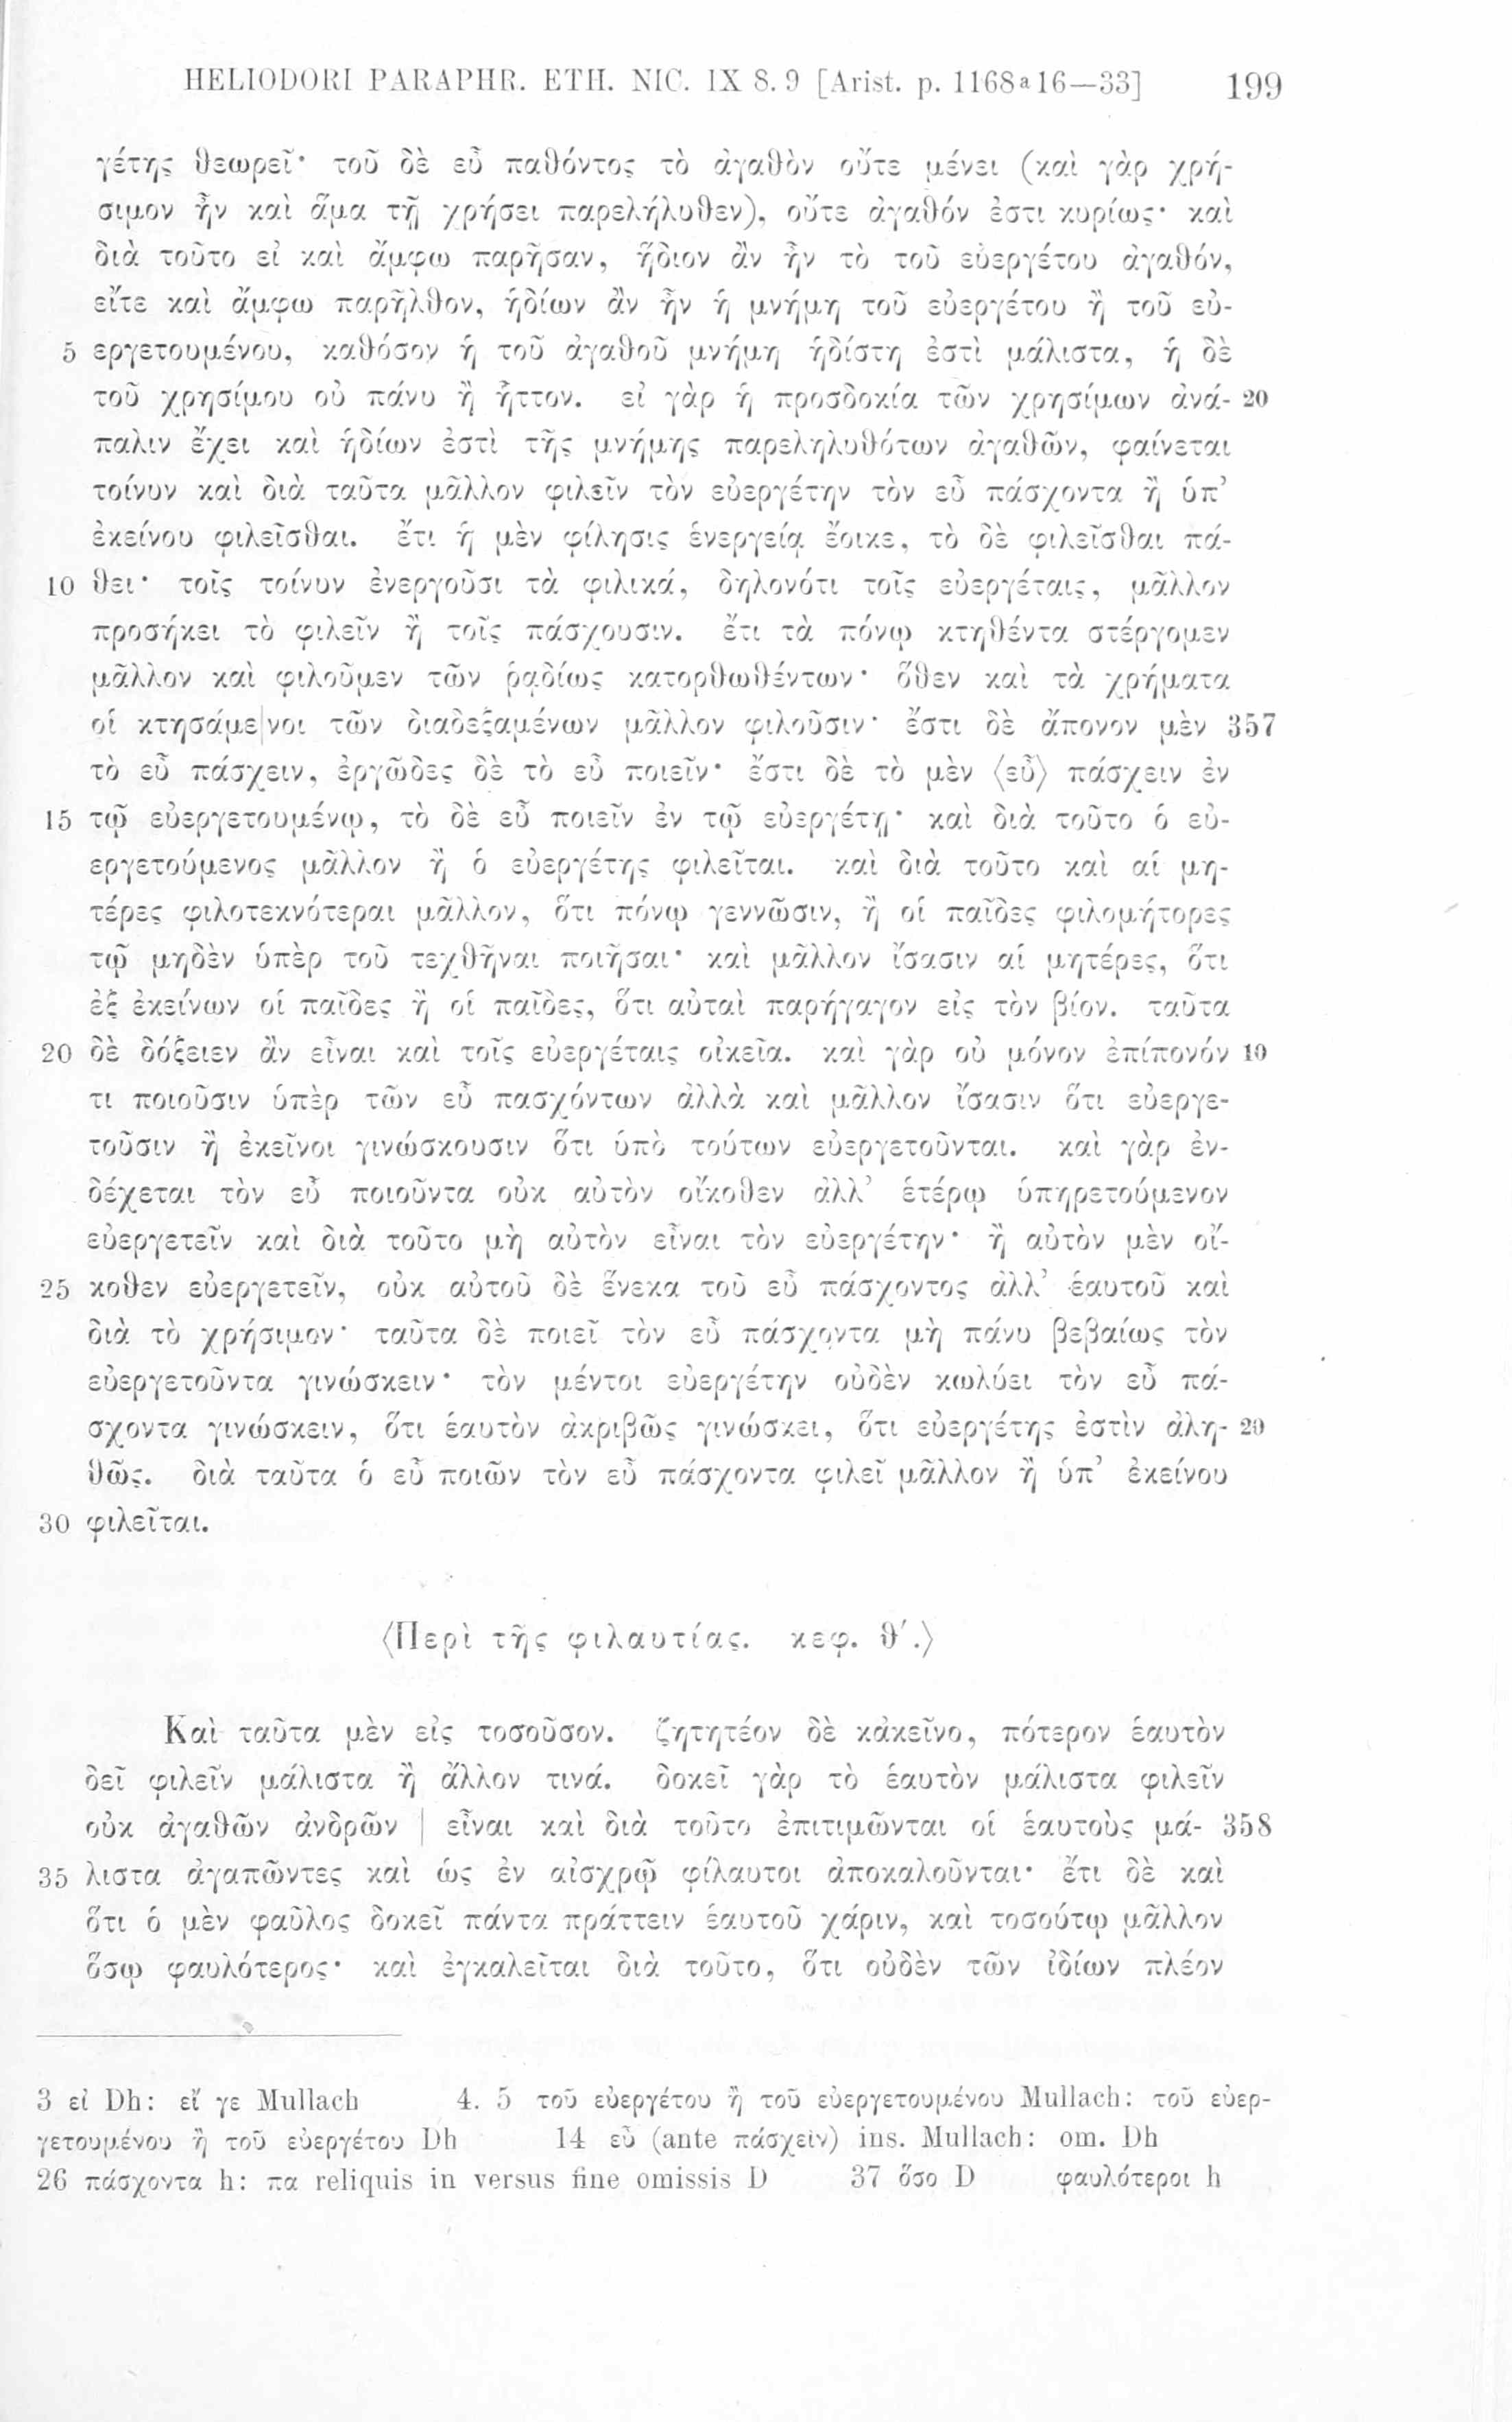 HELIODORI PARAPHR. ETH. NIC. IX 8. 9 [Arist. p. 1168ª16—33] 199
γέτης θεωρεῖ· τοῦ δὲ εὖ παθόντος τὸ ἀγαθὸν οὔτε μένει (καὶ γὰρ χρή-
σιμον ἦν καὶ ἅμα τῇ χρήσει παρελήλυθεν), οὔτε ἀγαθόν ἐστι κυρίως· καὶ
διὰ τοῦτο εἰ καὶ ἄμφω παρῆσαν, ἥδιον ἂν ἦν τὸ τοῦ εὐεργέτου ἀγαθόν,
εἴτε καὶ ἄμφω παρῆλθον, ἡδίων ἂν ἦν ἡ μνήμη τοῦ εὐεργέτου ἢ τοῦ εὐ-
5 εργετουμένου, καθόσον ἡ τοῦ ἀγαθοῦ μνήμη ἡδίστη ἐστὶ μάλιστα, ἡ δὲ
τοῦ χρησίμου οὐ πάνυ ἢ ἧττον. εἰ γὰρ ἡ προσδοκία τῶν χρησίμων ἀνά- 20
παλιν ἔχει καὶ ἡδίων ἐστὶ τῆς μνήμης παρεληλυθότων ἀγαθῶν, φαίνεται
τοίνυν καὶ διὰ ταῦτα μᾶλλον φιλεῖν τὸν εὐεργέτην τὸν εὖ πάσχοντα ἢ ὑπ’
ἐκείνου φιλεῖσθαι. ἔτι ἡ μὲν φίλησις ἐνεργείᾳ ἔοικε, τὸ δὲ φιλεῖσθαι πά-
10 θει· τοῖς τοίνυν ἐνεργοῦσι τὰ φιλικά, δηλονότι τοῖς εὐεργέταις, μᾶλλον
προσήκει τὸ φιλεῖν ἢ τοῖς πάσχουσιν. ἔτι τὰ πόνῳ κτηθέντα στέργομεν
μᾶλλον καὶ φιλοῦμεν τῶν ῥᾳδίως κατορθωθέντων· ὅθεν καὶ τὰ χρήματα
οἱ κτησάμε|νοι τῶν διαδεξαμένων μᾶλλον φιλοῦσιν· ἔστι δὲ ἄπονον μὲν 357
τὸ εὖ πάσχειν, ἐργῶδες δὲ τὸ εὖ ποιεῖν· ἔστι δὲ τὸ μὲν ⟨εὖ⟩ πάσχειν ἐν
15 τῷ εὐεργετουμένῳ, τὸ δὲ εὖ ποιεῖν ἐν τῷ εὐεργέτῃ· καὶ διὰ τοῦτο ὁ εὐ-
εργετούμενος μᾶλλον ἢ ὁ εὐεργέτης φιλεῖται. καὶ διὰ τοῦτο καὶ αἱ μη-
τέρες φιλοτεκνότεραι μᾶλλον, ὅτι πόνῳ γεννῶσιν, ἢ οἱ παῖδες φιλομήτορες
τῷ μηδὲν ὑπὲρ τοῦ τεχθῆναι ποιῆσαι· καὶ μᾶλλον ἴσασιν αἱ μητέρες, ὅτι
ἐξ ἐκείνων οἱ παῖδες ἢ οἱ παῖδες, ὅτι αὐταὶ παρήγαγον εἰς τὸν βίον. ταῦτα
20 δὲ δόξειεν ἂν εἶναι καὶ τοῖς εὐεργέταις οἰκεῖα. καὶ γὰρ οὐ μόνον ἐπίπονόν 10
τι ποιοῦσιν ὑπὲρ τῶν εὖ πασχόντων ἀλλὰ καὶ μᾶλλον ἴσασιν ὅτι εὐεργε-
τοῦσιν ἢ ἐκεῖνοι γινώσκουσιν ὅτι ὑπὸ τούτων εὐεργετοῦνται. καὶ γὰρ ἐν-
δέχεται τὸν εὖ ποιοῦντα οὐκ αὐτὸν οἴκοθεν ἀλλ’ ἑτέρῳ ὑπηρετούμενον
εὐεργετεῖν καὶ διὰ τοῦτο μὴ αὐτὸν εἶναι τὸν εὐεργέτην· ἢ αὐτὸν μὲν οἴ-
25 κοθεν εὐεργετεῖν, οὐκ αὐτοῦ δὲ ἕνεκα τοῦ εὖ πάσχοντος ἀλλ’ ἑαυτοῦ καὶ
διὰ τὸ χρήσιμον· ταῦτα δὲ ποιεῖ τὸν εὖ πάσχοντα μὴ πάνυ βεβαίως τὸν
εὐεργετοῦντα γινώσκειν· τὸν μέντοι εὐεργέτην οὐδὲν κωλύει τὸν εὖ πά-
σχοντα γινώσκειν, ὅτι ἑαυτὸν ἀκριβῶς γινώσκει, ὅτι εὐεργέτης ἐστὶν ἀλη- 20
θῶς. διὰ ταῦτα ὁ εὖ ποιῶν τὸν εὖ πάσχοντα φιλεῖ μᾶλλον ἢ ὑπ’ ἐκείνου
30 φιλεῖται.
⟨Περὶ τῆς φιλαυτίας. κεφ. θ′.⟩
Καὶ ταῦτα μὲν εἰς τοσοῦσον. ζητητέον δὲ κἀκεῖνο, πότερον ἑαυτὸν
δεῖ φιλεῖν μάλιστα ἢ ἄλλον τινά. δοκεῖ γὰρ τὸ ἑαυτὸν μάλιστα φιλεῖν
οὐκ ἀγαθῶν ἀνδρῶν | εἶναι καὶ διὰ τοῦτο ἐπιτιμῶνται οἱ ἑαυτοὺς μά- 358
35 λιστα ἀγαπῶντες καὶ ὡς ἐν αἰσχρῷ φίλαυτοι ἀποκαλοῦνται· ἔτι δὲ καὶ
ὅτι ὁ μὲν φαῦλος δοκεῖ πάντα πράττειν ἑαυτοῦ χάριν, καὶ τοσούτῳ μᾶλλον
ὅσῳ φαυλότερος· καὶ ἐγκαλεῖται διὰ τοῦτο, ὅτι οὐδὲν τῶν ἰδίων πλέον
3 εἰ Dh: εἴ γε Mullach 4. 5 τοῦ εὐεργέτου ἢ τοῦ εὐεργετουμένου Mullach: τοῦ εὐερ-
γετουμένου ἢ τοῦ εὐεργέτου Dh 14 εὖ (ante πάσχειν) ins. Mullach: om. Dh
26 πάσχοντα h: πα reliquis in versus fine omissis D 37 ὅσο D φαυλότεροι h